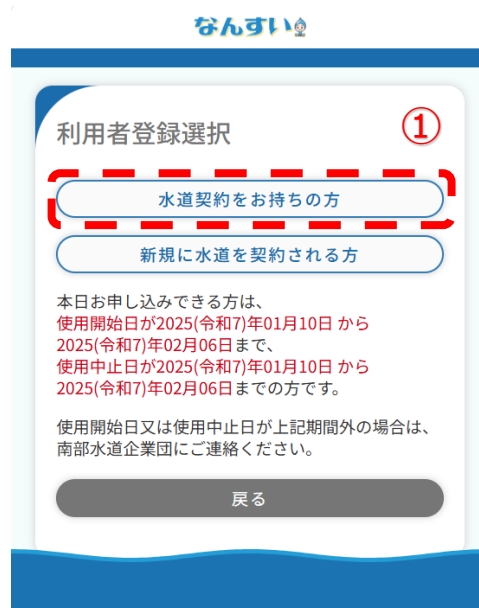 なんすい
利用者登録選択
①
水道契約をお持ちの方
新規に水道を契約される方
本日お申し込みできる方は、
使用開始日が2025(令和7)年01月10日 から
2025(令和7)年02月06日まで、
使用中止日が2025(令和7)年01月10日 から
2025(令和7)年02月06日までの方です。
使用開始日又は使用中止日が上記期間外の場合は、
南部水道企業団にご連絡ください。
戻る